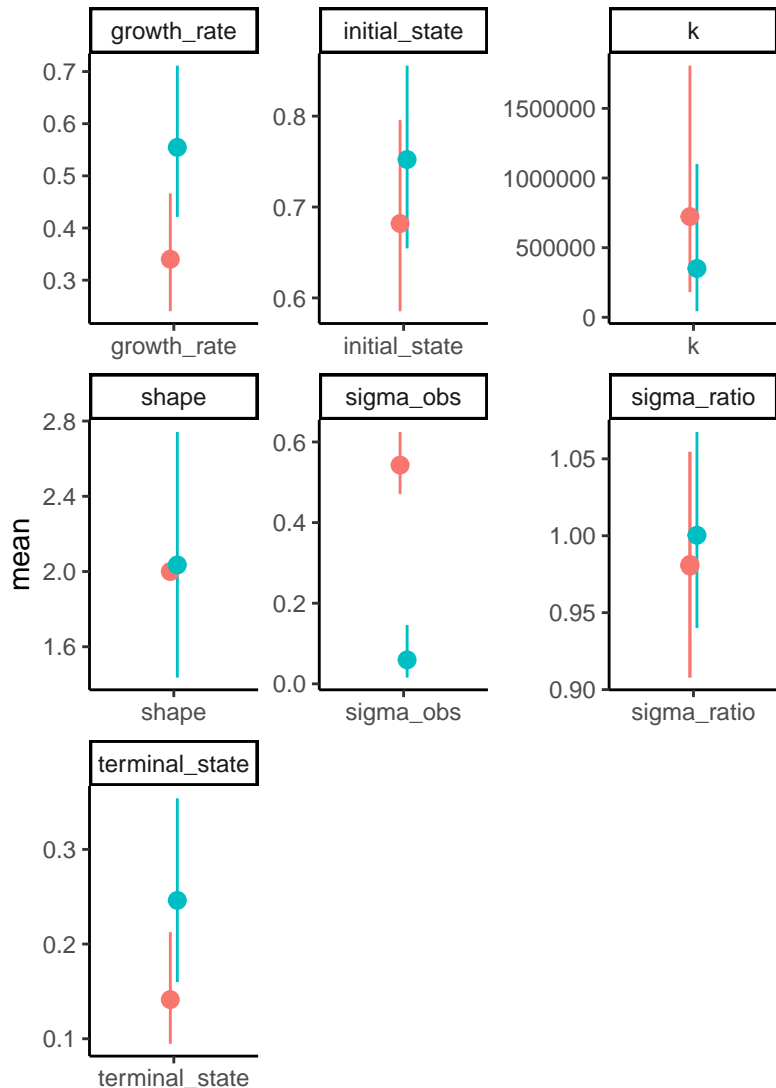 growth_rate
initial_state
k
0.7
0.6
0.5
0.4
0.3
growth_rate
0.8
0.7
0.6
initial_state
1500000
1000000
500000
0
k
shape
sigma_obs
sigma_ratio
mean
2.8
2.4
2.0
1.6
shape
0.6
0.4
0.2
0.0
sigma_obs
1.05
1.00
0.95
0.90
sigma_ratio
terminal_state
0.3
0.2
0.1
terminal_state